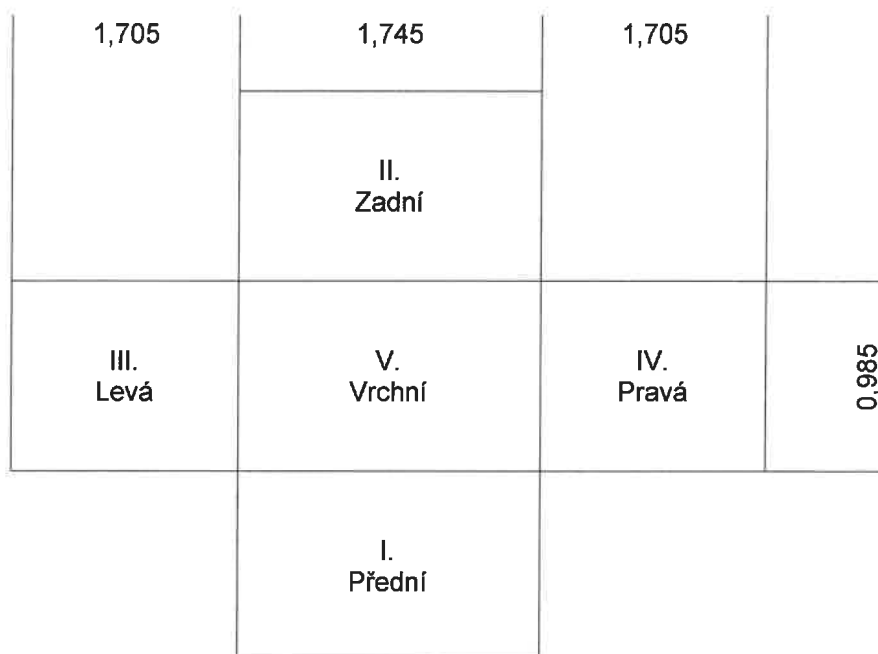 1,705
1,745
1,705
II.
Zadní
III.
Levá
V.
Vrchní
IV.
Pravá
0,985
I.
Přední